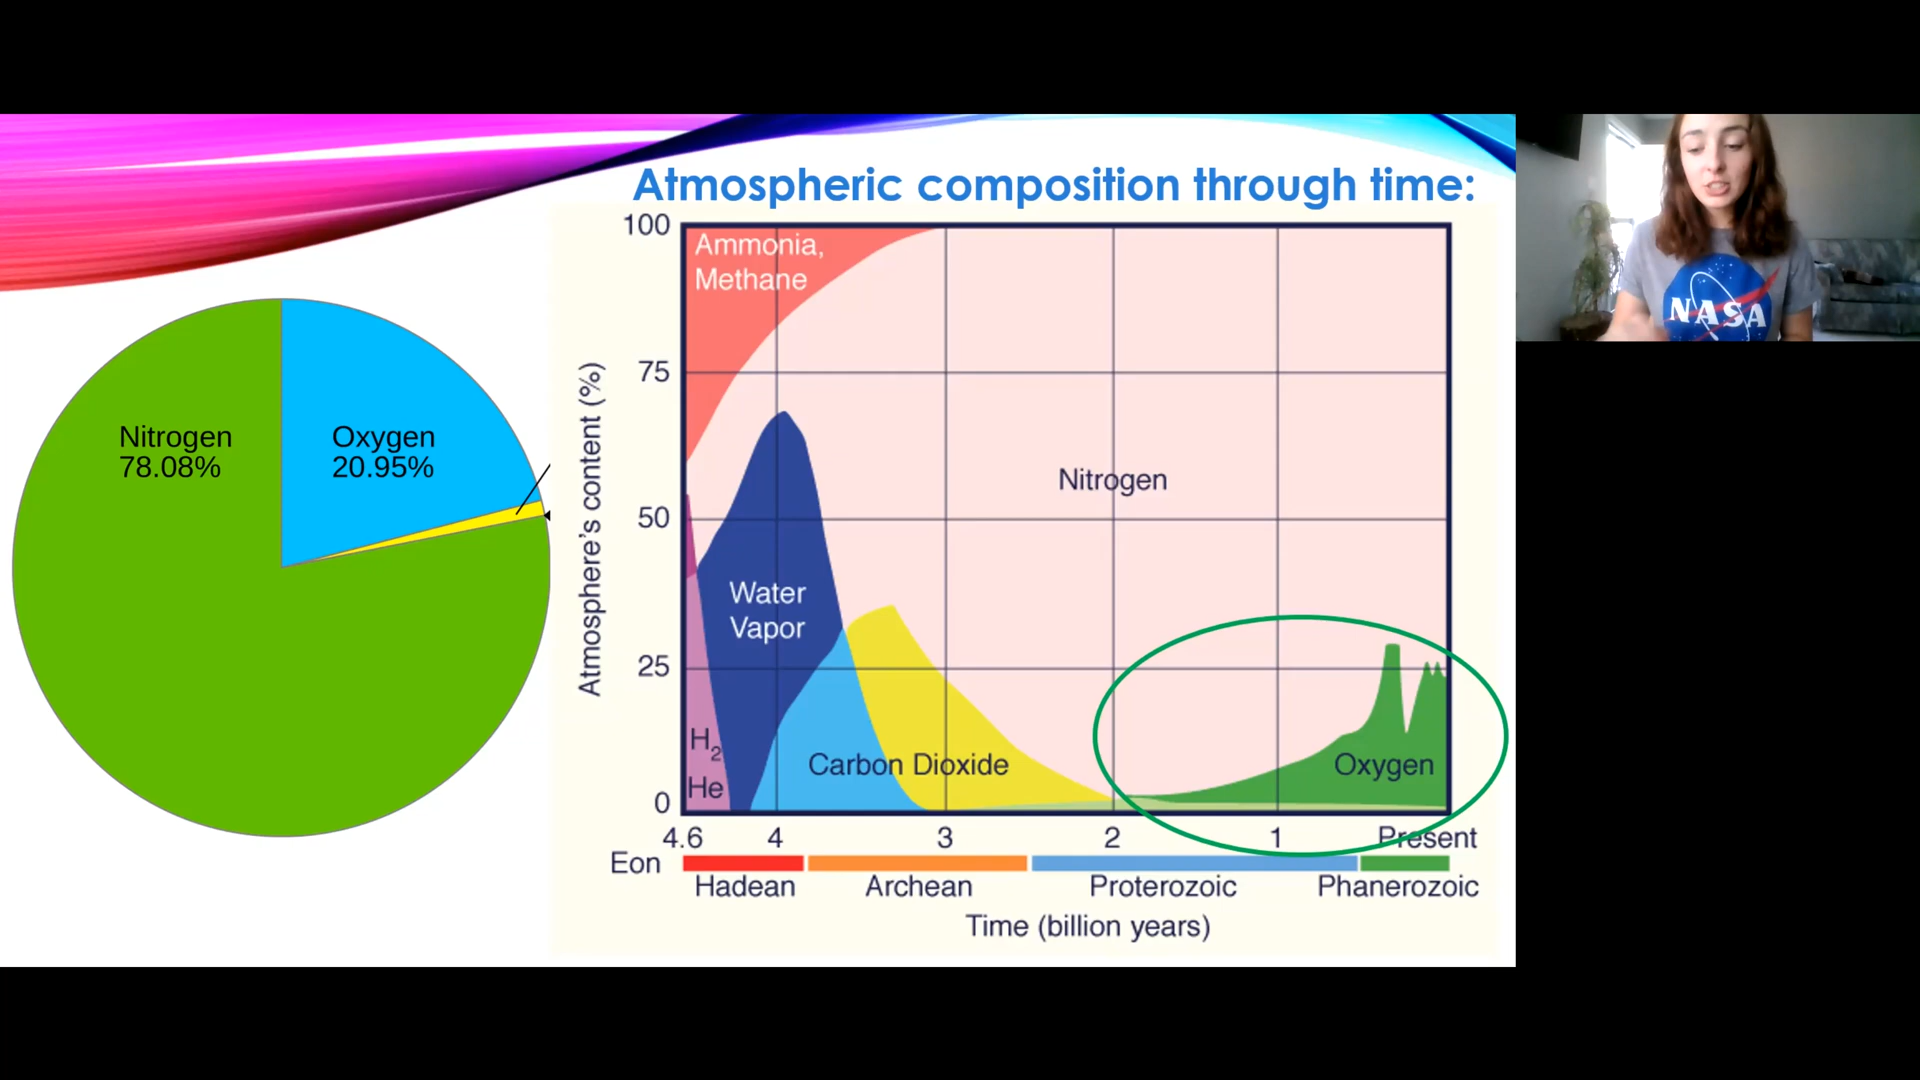 Atmospheric composition through time:
Nitrogen
78.08%
Oxygen
20.95%
100
75
50
25
0
Atmosphere's content (%)
Ammonia,
Methane
Water
Vapor
H2
He
Carbon Dioxide
Nitrogen
Oxygen
4.6 4 3 2 1 Present
Eon
Hadean Archean Proterozoic Phanerozoic
Time (billion years)
NASA